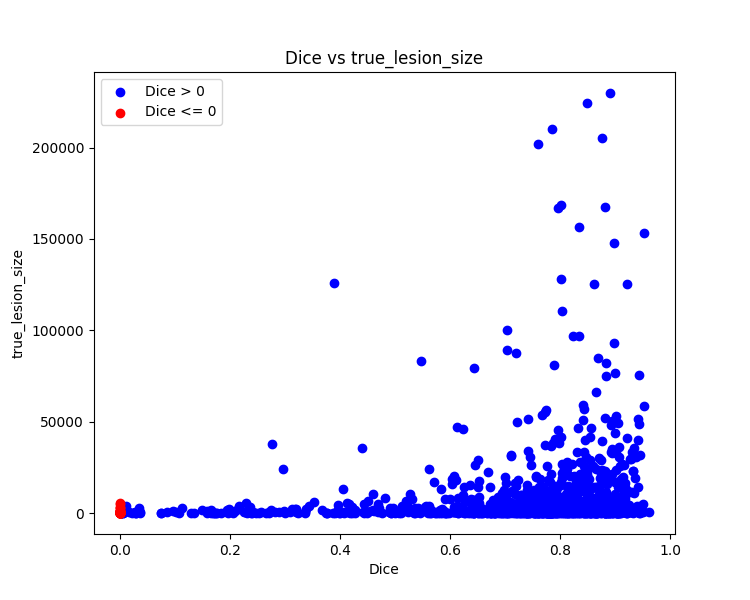 Dice vs true_lesion_size
Dice > 0
Dice <= 0
200000
150000
100000
50000
0
true_lesion_size
0.0 0.2 0.4 0.6 0.8 1.0
Dice